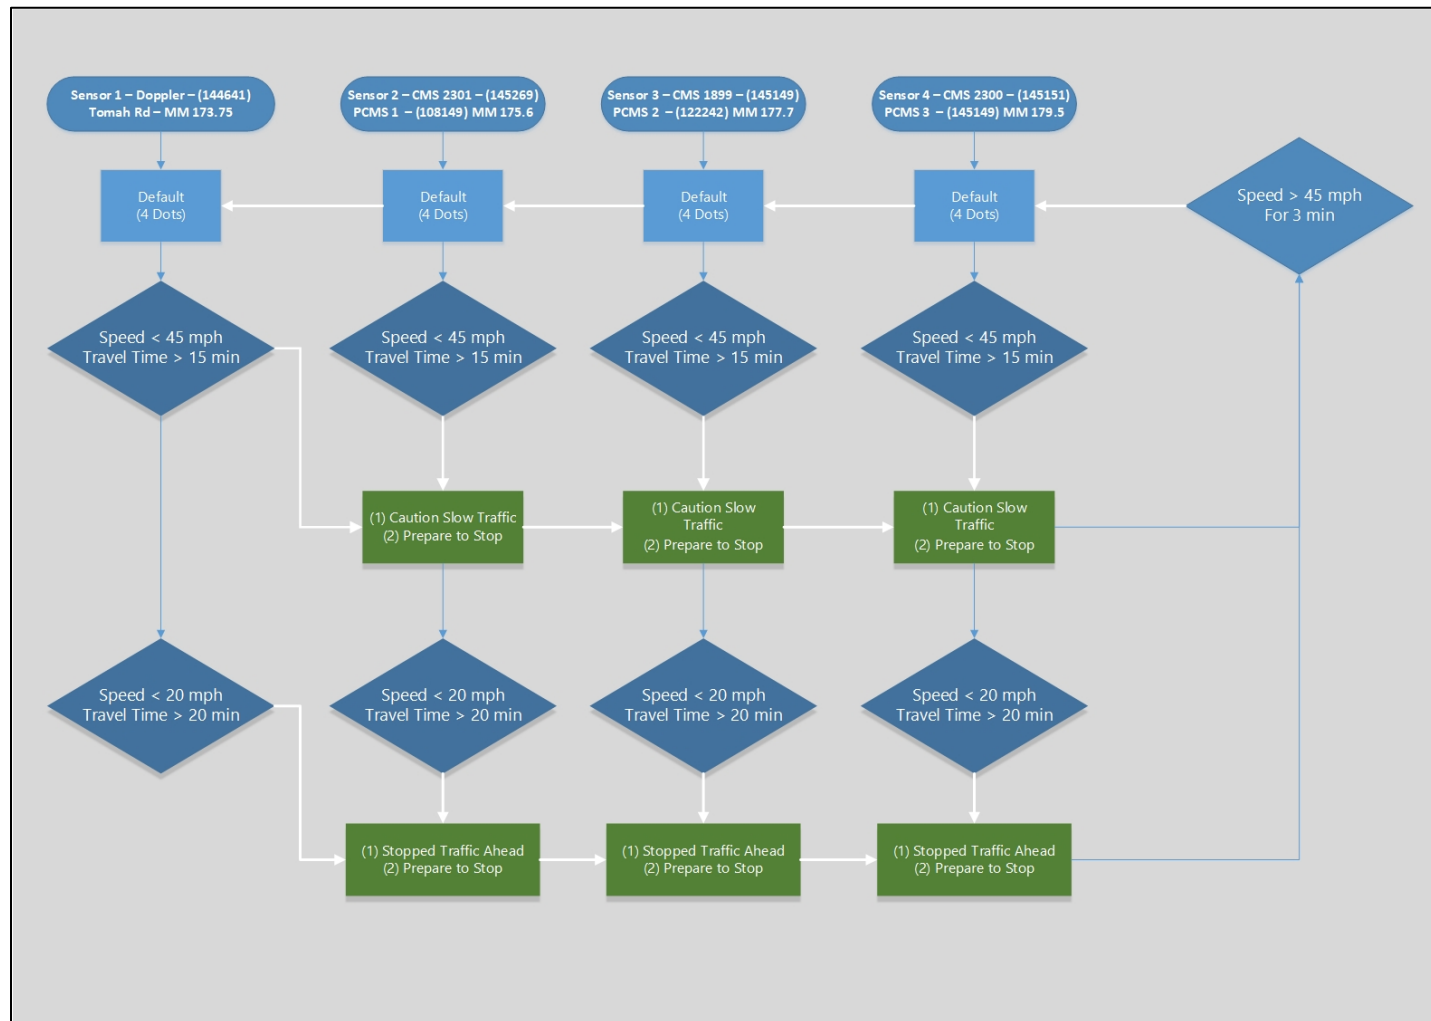 Sensor 1 – Doppler – (144641)
Tomah Rd – MM 173.75
Sensor 2 – CMS 2301 – (145269)
PCMS 1 – (108149) MM 175.6
Sensor 3 – CMS 1899 – (145149)
PCMS 2 – (122242) MM 177.7
Sensor 4 – CMS 2300 – (145151)
PCMS 3 – (145149) MM 179.5
Default
(4 Dots)
Default
(4 Dots)
Default
(4 Dots)
Default
(4 Dots)
Speed > 45 mph
For 3 min
Speed < 45 mph
Travel Time > 15 min
Speed < 45 mph
Travel Time > 15 min
Speed < 45 mph
Travel Time > 15 min
Speed < 45 mph
Travel Time > 15 min
(1) Caution Slow Traffic
(2) Prepare to Stop
(1) Caution Slow
Traffic
(2) Prepare to Stop
(1) Caution Slow
Traffic
(2) Prepare to Stop
Speed < 20 mph
Travel Time > 20 min
Speed < 20 mph
Travel Time > 20 min
Speed < 20 mph
Travel Time > 20 min
Speed < 20 mph
Travel Time > 20 min
(1) Stopped Traffic Ahead
(2) Prepare to Stop
(1) Stopped Traffic Ahead
(2) Prepare to Stop
(1) Stopped Traffic Ahead
(2) Prepare to Stop